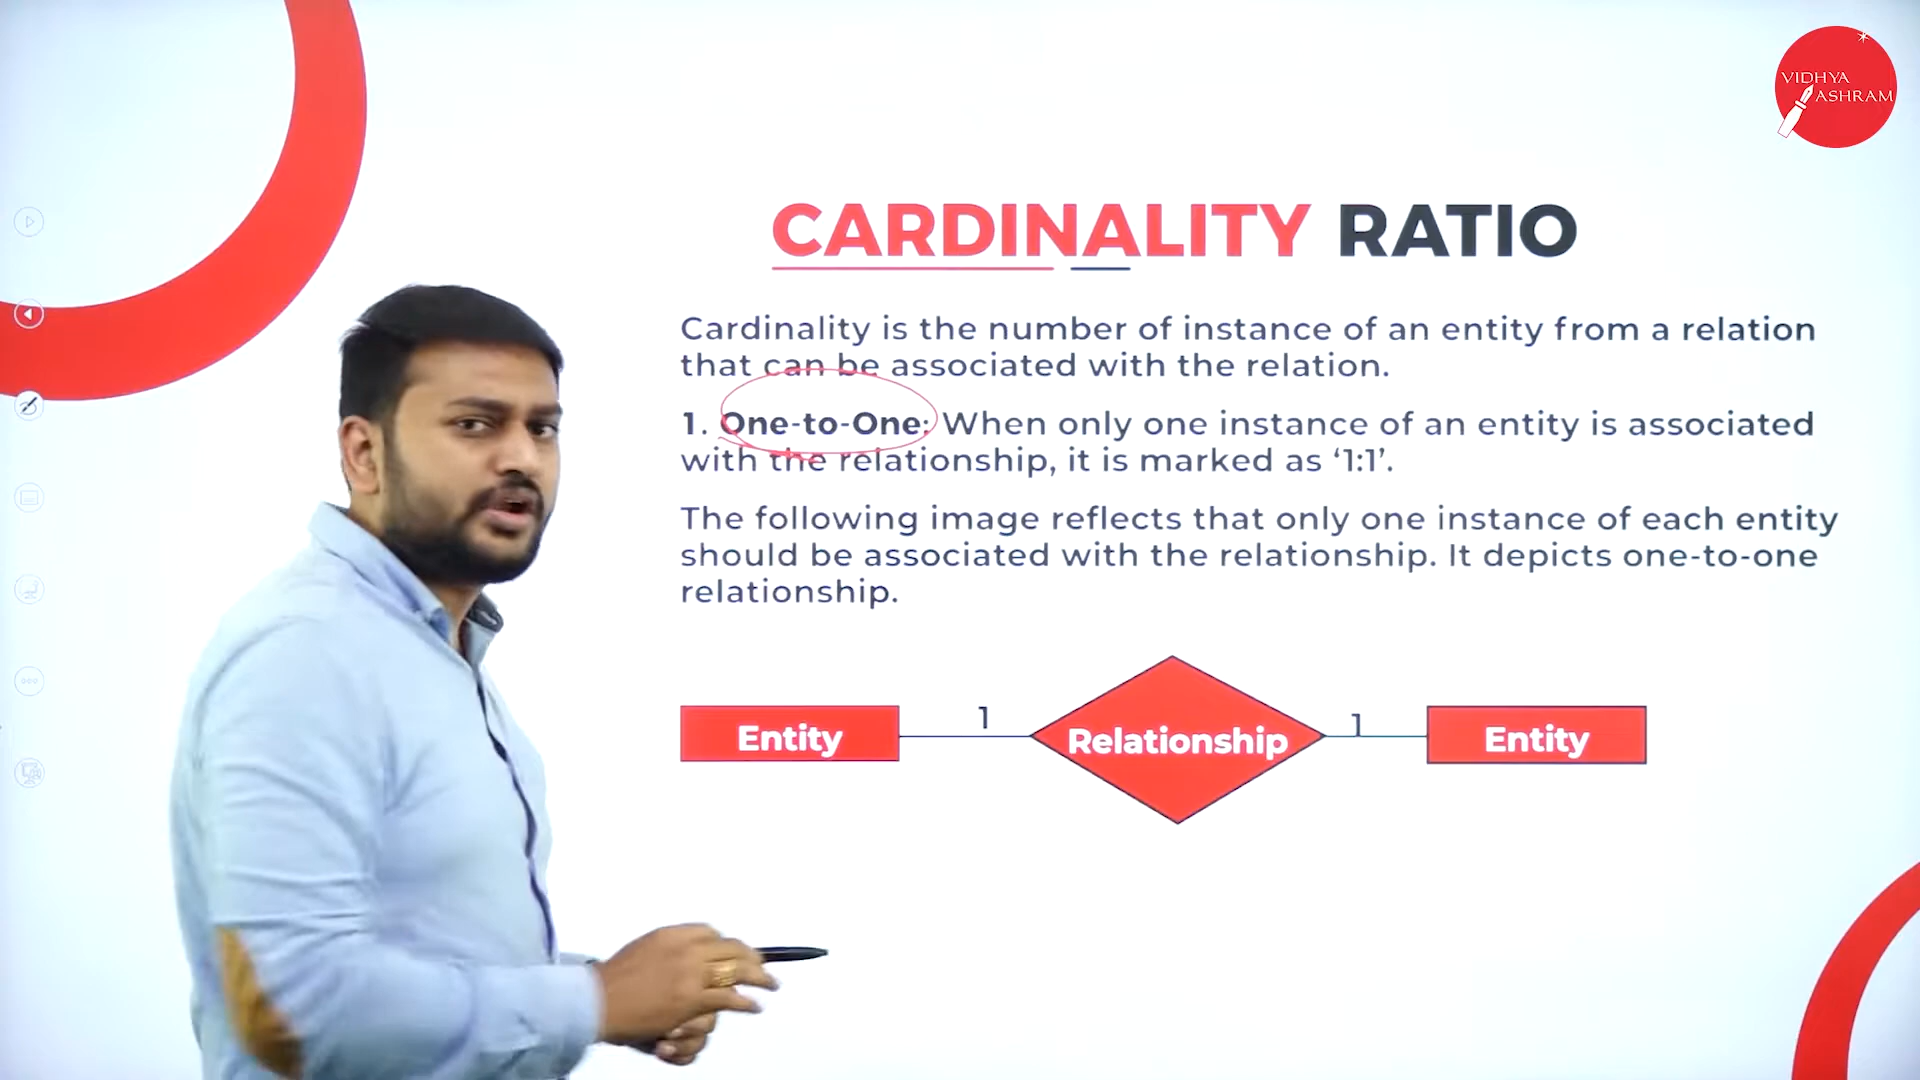 VIDHYA
ASHRAM
CARDINALITY RATIO
Cardinality is the number of instance of an entity from a relation
that can be associated with the relation.
1. One-to-One: When only one instance of an entity is associated
with the relationship, it is marked as ‘1:1’.
The following image reflects that only one instance of each entity
should be associated with the relationship. It depicts one-to-one
relationship.
Entity 1 Relationship 1 Entity